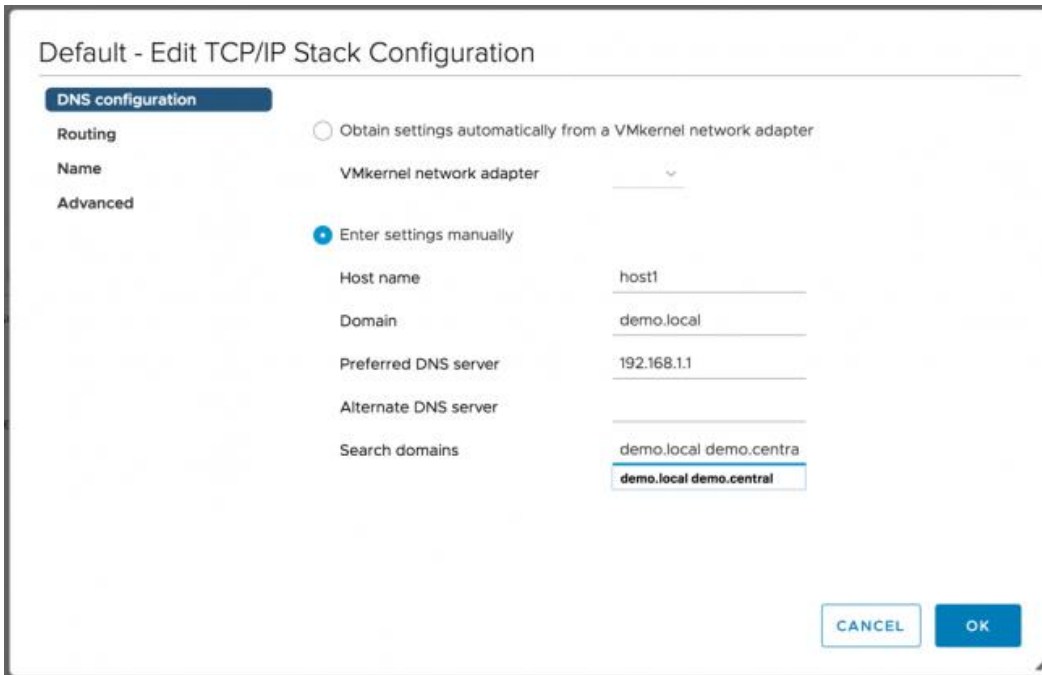 Default - Edit TCP/IP Stack Configuration
DNS configuration
Routing
Name
Advanced
Obtain settings automatically from a VMkernel network adapter
VMkernel network adapter
Enter settings manually
Host name host1
Domain demo.local
Preferred DNS server 192.168.1.1
Alternate DNS server
Search domains demo.local demo.centra
demo.local demo.central
CANCEL OK